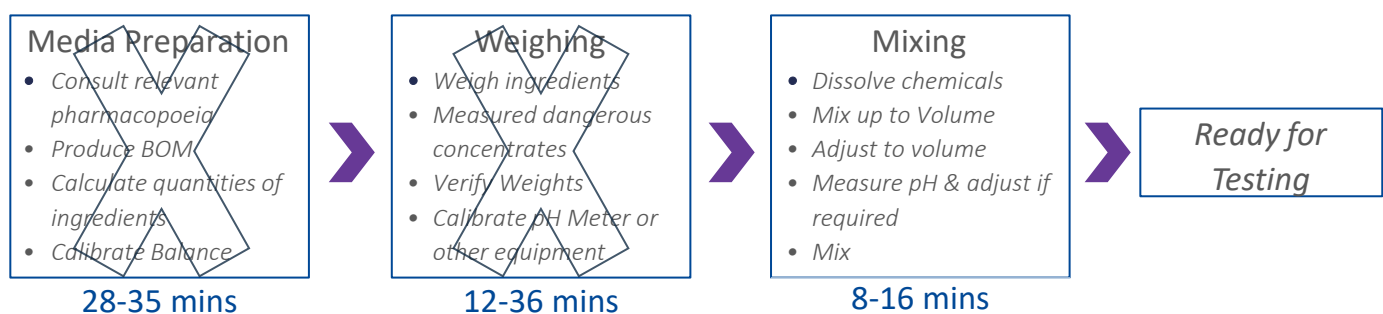 Media Preparation
• Consult relevant
pharmacopoeia
• Produce BOM
• Calculate quantities of
ingredients
• Calibrate Balance
28-35 mins
Weighing
• Weigh ingredients
• Measured dangerous
concentrates
• Verify Weights
• Calibrate pH Meter or
other equipment
12-36 mins
Mixing
• Dissolve chemicals
• Mix up to Volume
• Adjust to volume
• Measure pH & adjust if
required
• Mix
8-16 mins
Ready for
Testing